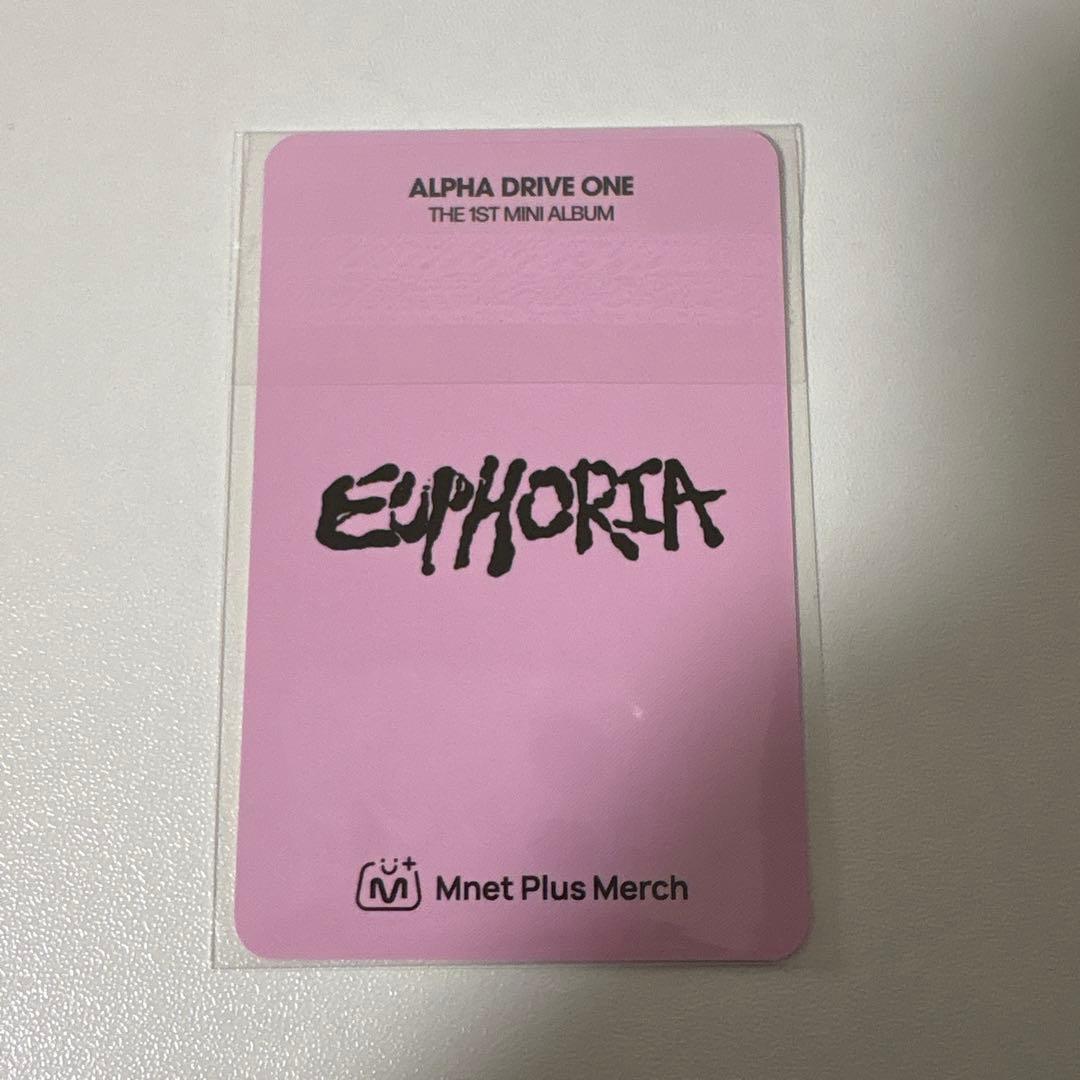 ALPHA DRIVE ONE
THE 1ST MINI ALBUM
EUPHORIA
M+ Mnet Plus Merch